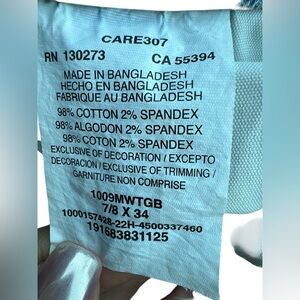 CARE307
RN 130273 CA 55394
MADE IN BANGLADESH
HECHO EN BANGLADESH
FABRIQUE AU BANGLADESH
98% COTTON 2% SPANDEX
98% ALGODON 2% SPANDEX
98% COTON 2% SPANDEX
EXCLUSIVE OF DECORATION / EXCEPTO
DECORACION / EXCLUSIVE OF TRIMMING /
GARNITURE NON COMPRISE
1009MWTGB
7/8 X 34
1000157428-22H-4500337460
191683831125